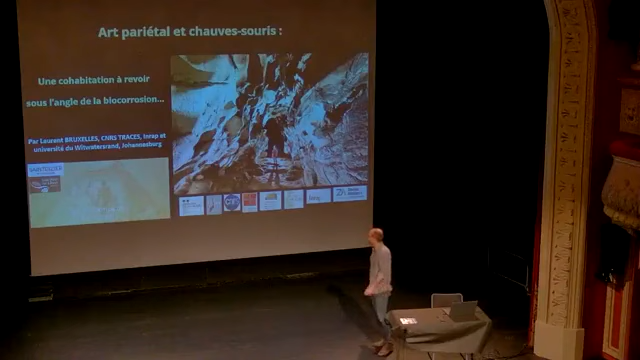 Art pariétal et chauves-souris :
Une cohabitation à revoir
sous l'angle de la biocorrosion...
Par Laurent BRUXELLES, CNRS TRACES, Inrap et
université du Witwatersrand, Johannesburg